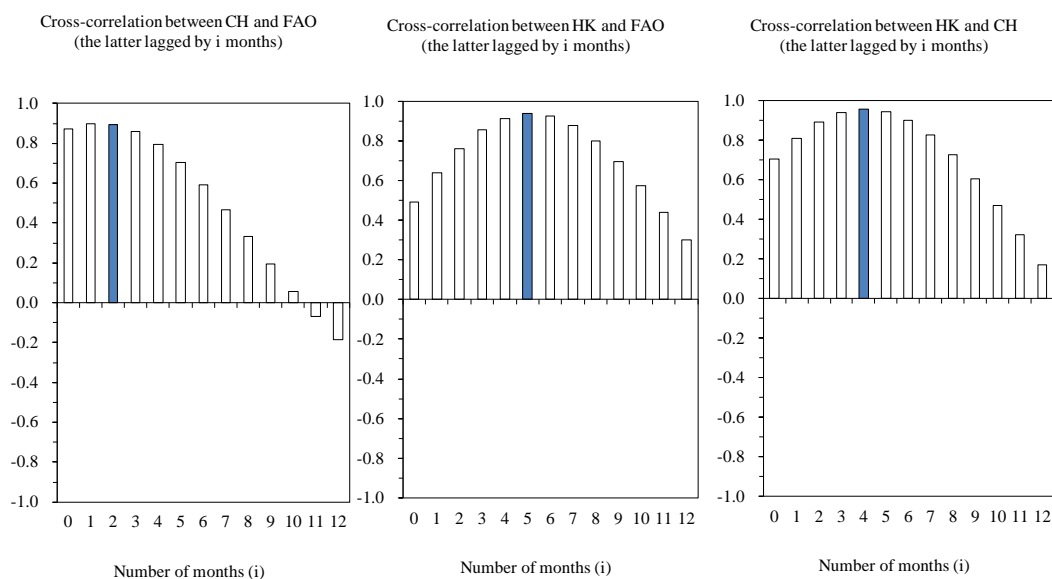 Cross-correlation between CH and FAO
(the latter lagged by i months)
1.0
0.8
0.6
0.4
0.2
0.0
-0.2
-0.4
-0.6
-0.8
-1.0
0 1 2 3 4 5 6 7 8 9 10 11 12
Number of months (i)
Cross-correlation between HK and FAO
(the latter lagged by i months)
1.0
0.8
0.6
0.4
0.2
0.0
-0.2
-0.4
-0.6
-0.8
-1.0
0 1 2 3 4 5 6 7 8 9 10 11 12
Number of months (i)
Cross-correlation between HK and CH
(the latter lagged by i months)
1.0
0.8
0.6
0.4
0.2
0.0
-0.2
-0.4
-0.6
-0.8
-1.0
0 1 2 3 4 5 6 7 8 9 10 11 12
Number of months (i)